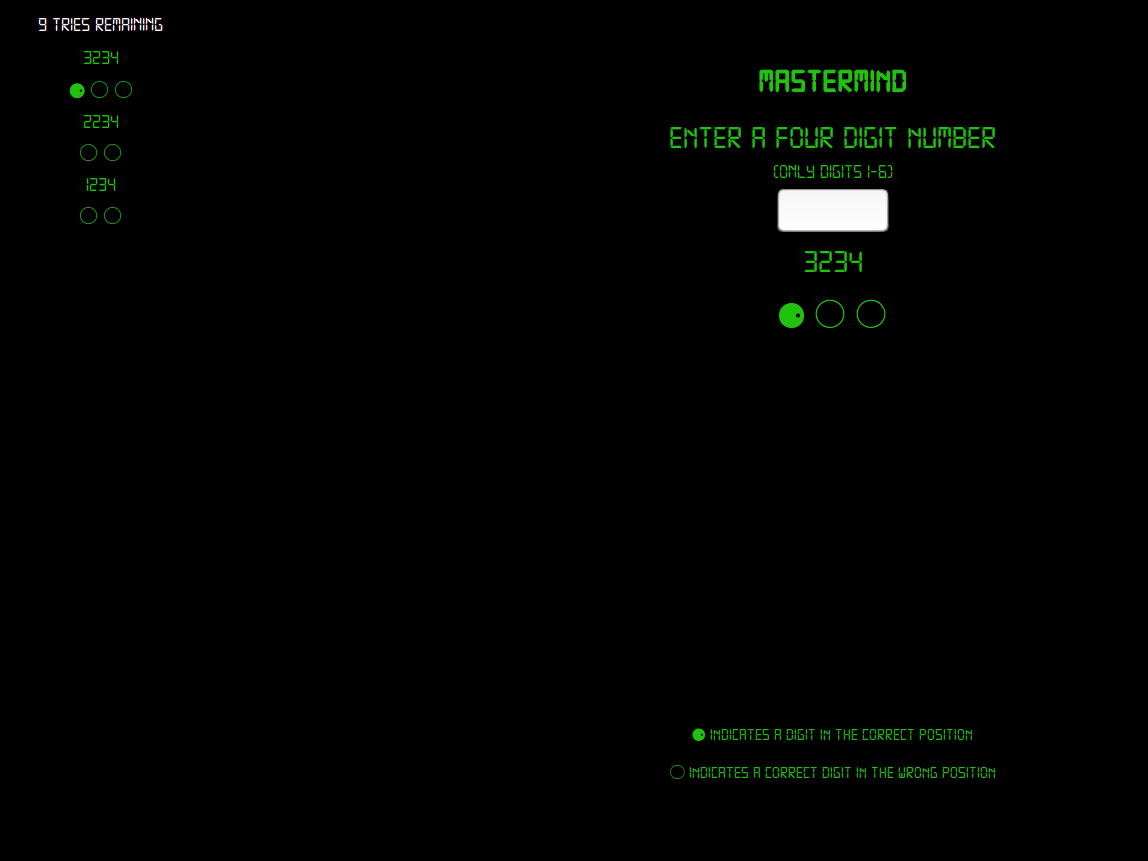 9 TRIES REMAINING
3234
2234
1234
MASTERMIND
ENTER A FOUR DIGIT NUMBER
(ONLY DIGITS 1-6)
3234
INDICATES A DIGIT IN THE CORRECT POSITION
INDICATES A CORRECT DIGIT IN THE WRONG POSITION